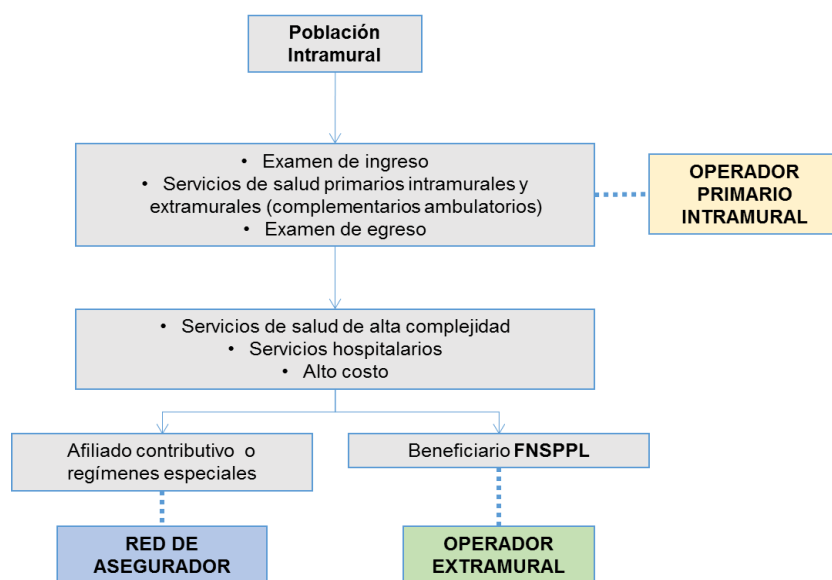 Población
Intramural
• Examen de ingreso
• Servicios de salud primarios intramurales y
extramurales (complementarios ambulatorios)
• Examen de egreso
OPERADOR
PRIMARIO
INTRAMURAL
• Servicios de salud de alta complejidad
• Servicios hospitalarios
• Alto costo
Afiliado contributivo o
regímenes especiales
Beneficiario FNSPPL
RED DE
ASEGURADOR
OPERADOR
EXTRAMURAL